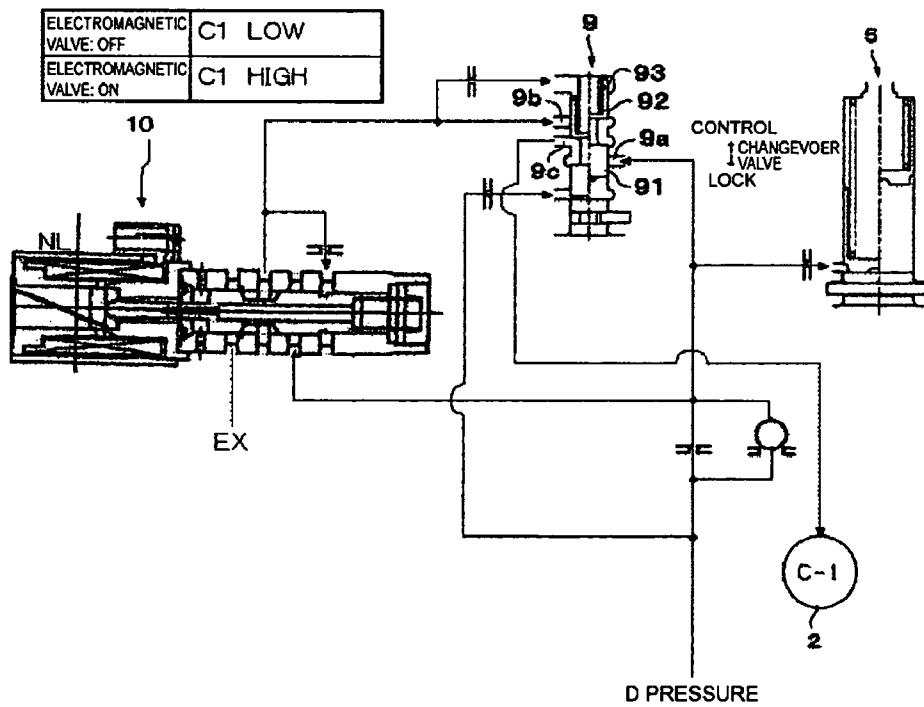 ELECTROMAGNETIC
VALVE: OFF
C1 LOW
ELECTROMAGNETIC
VALVE: ON
C1 HIGH
10
NL
EX
9
93
92
9b
9a
9c
91
CONTROL
CHANGEVOER
VALVE
LOCK
6
C-1
2
D PRESSURE